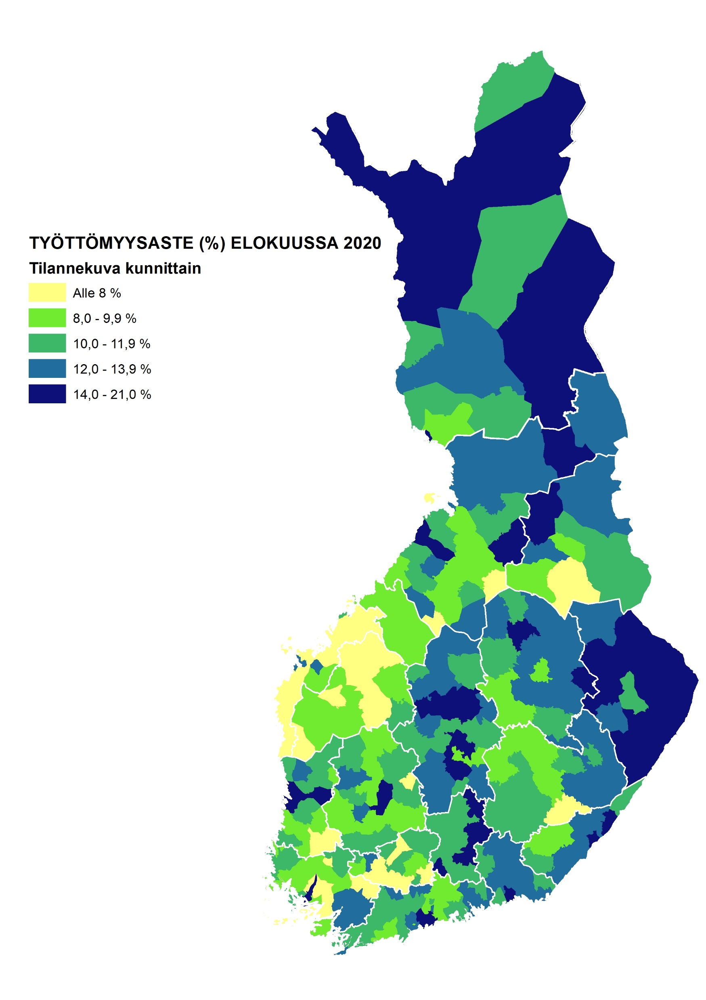 TYÖTTÖMYYSASTE (%) ELOKUUSSA 2020
Tilannekuva kunnittain
Alle 8 %
8,0 - 9,9 %
10,0 - 11,9 %
12,0 - 13,9 %
14,0 - 21,0 %